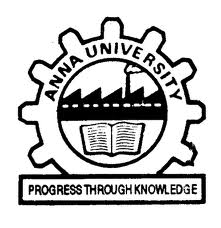 ANNA UNIVERSITY
PROGRESS THROUGH KNOWLEDGE